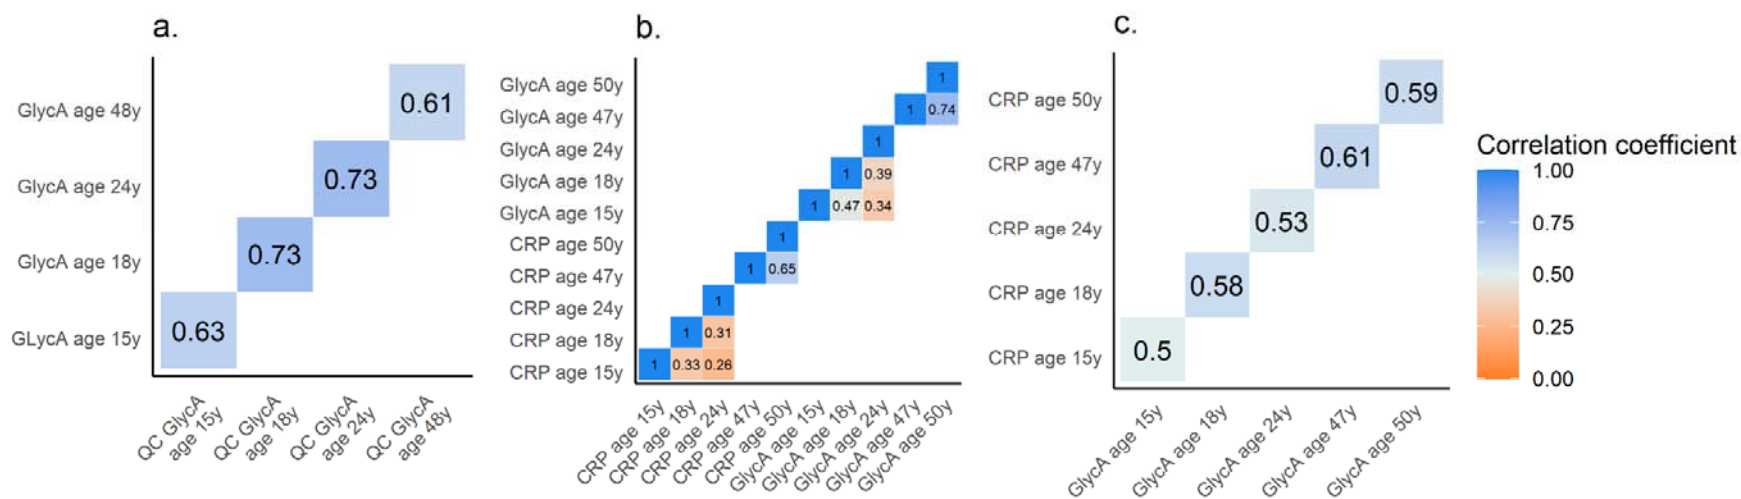 a.
GlycA age 48y
GlycA age 24y
GlycA age 18y
GLycA age 15y
0.61
0.73
0.73
0.63
QC GlycA
age 15y
QC GlycA
age 18y
QC GlycA
age 24y
QC GlycA
age 48y
b.
GlycA age 50y
GlycA age 47y
GlycA age 24y
GlycA age 18y
GlycA age 15y
CRP age 50y
CRP age 47y
CRP age 24y
CRP age 18y
CRP age 15y
1
1 0.74
1
1 0.39
1 0.47 0.34
1
1 0.65
1
1 0.31
1 0.33 0.26
CRP age 15y
CRP age 18y
CRP age 24y
CRP age 47y
CRP age 50y
GlycA age 15y
GlycA age 18y
GlycA age 24y
GlycA age 47y
GlycA age 50y
c.
CRP age 50y
CRP age 47y
CRP age 24y
CRP age 18y
CRP age 15y
0.59
0.61
0.53
0.58
0.5
GlycA age 15y
GlycA age 18y
GlycA age 24y
GlycA age 47y
GlycA age 50y
Correlation coefficient
1.00
0.75
0.50
0.25
0.00